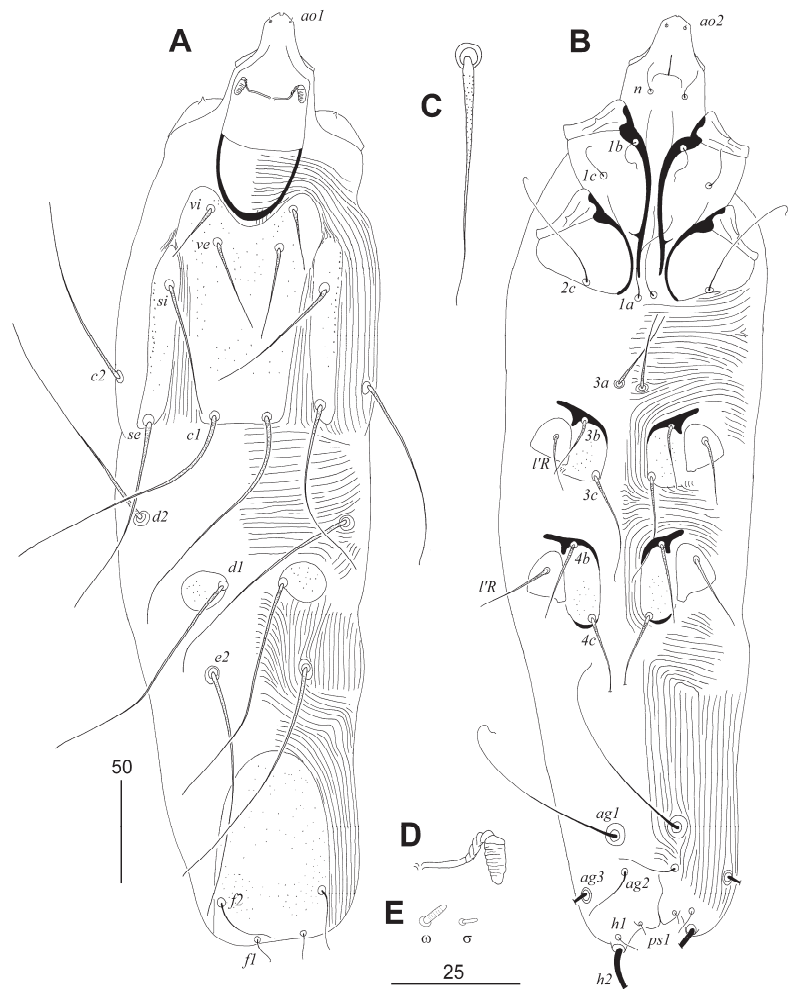 A
ao1
vi
ve
si
c2
se
c1
d2
d1
e2
50
f2
f1
C
B
ao2
n
1b
1c
2c
1a
3a
3b
l'R
3c
4b
l'R
4c
ag1
ag3
ag2
h1
ps1
h2
D
E
ω σ
25